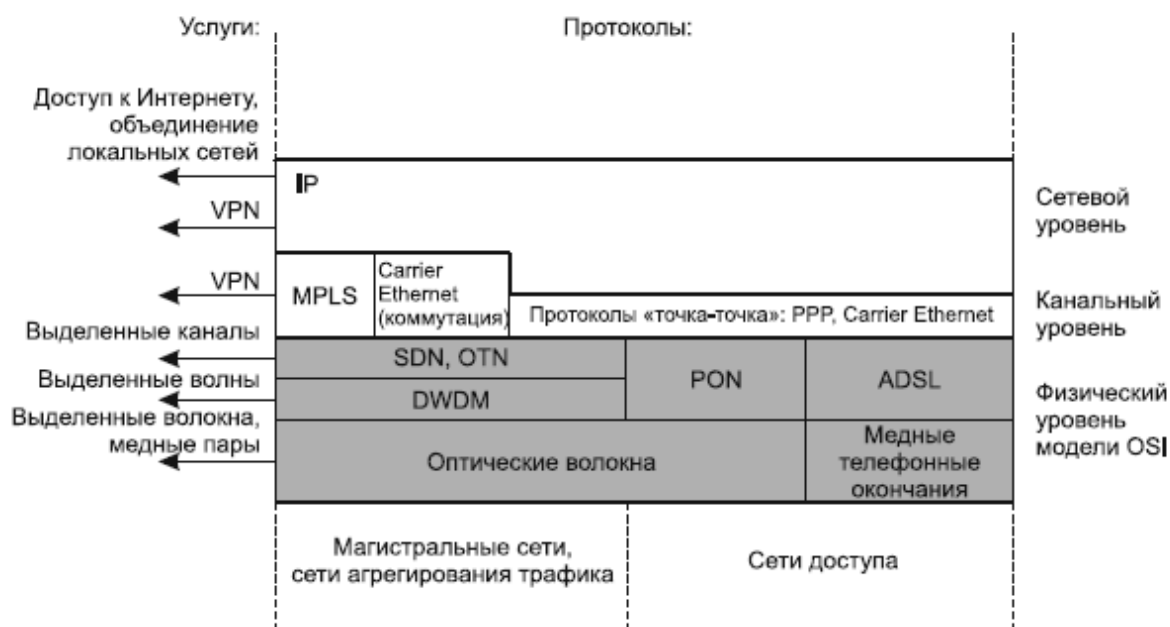 Услуги:
Протоколы:
Доступ к Интернету,
объединение
локальных сетей
IP
VPN
Сетевой
уровень
VPN
MPLS
Carrier
Ethernet
(коммутация)
Протоколы «точка-точка»: PPP, Carrier Ethernet
Канальный
уровень
Выделенные каналы
SDN, OTN
PON
ADSL
Выделенные волны
DWDM
Физический
уровень
модели OSI
Выделенные волокна,
медные пары
Оптические волокна
Медные
телефонные
окончания
Магистральные сети,
сети агрегирования трафика
Сети доступа